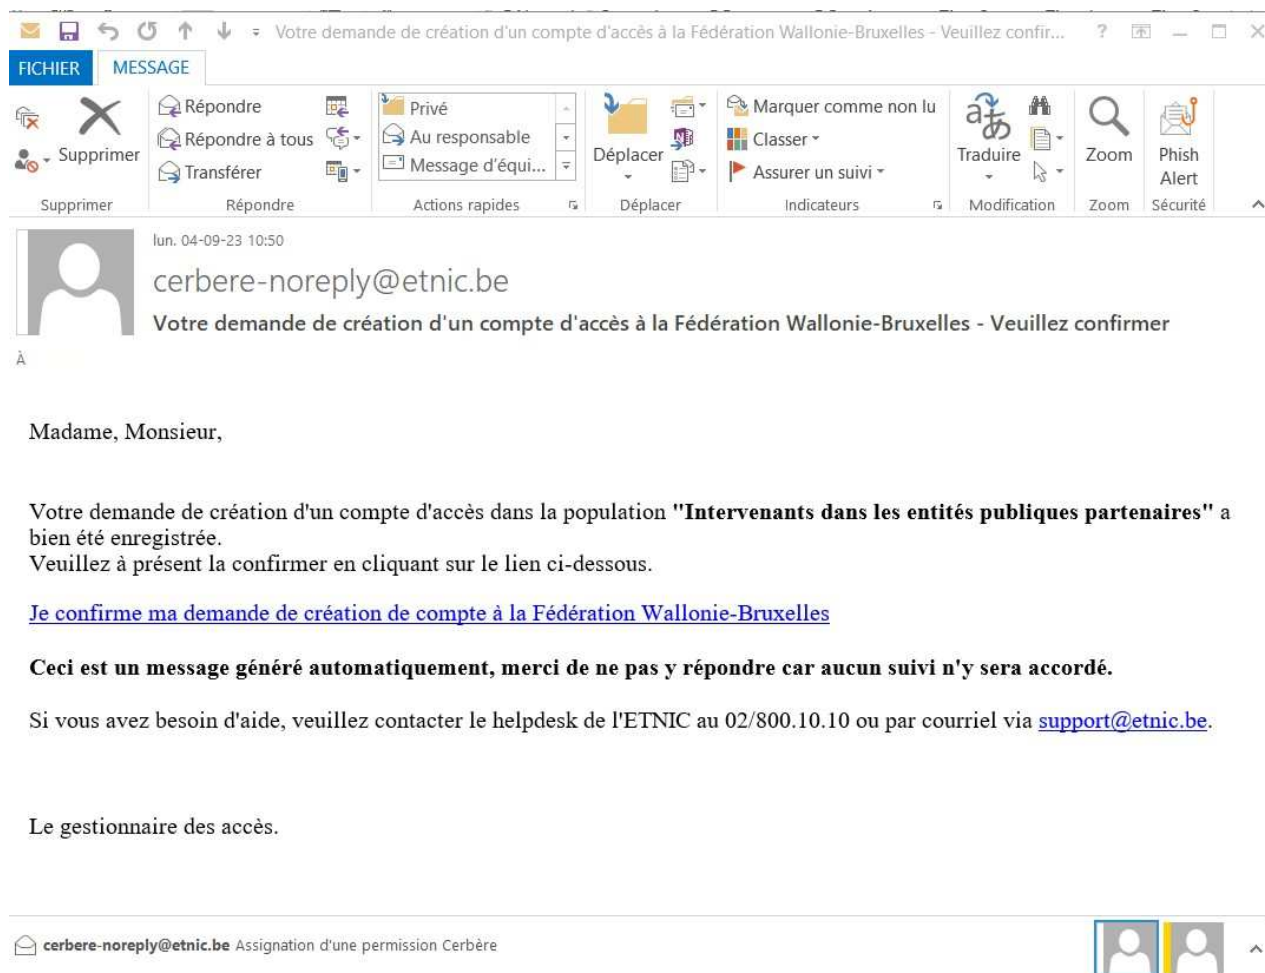 Votre demande de création d'un compte d'accès à la Fédération Wallonie-Bruxelles - Veuillez confir... ?
FICHIER MESSAGE
Supprimer
Répondre
Répondre à tous
Transférer
Privé
Au responsable
Message d'équi...
Déplacer
Marquer comme non lu
Classer
Assurer un suivi
Traduire
Zoom
Phish
Alert
Supprimer Répondre Actions rapides Déplacer Indicateurs Modification Zoom Sécurité
lun. 04-09-23 10:50
cerbere-noreply@etnic.be
Votre demande de création d'un compte d'accès à la Fédération Wallonie-Bruxelles - Veuillez confirmer
À
Madame, Monsieur,
Votre demande de création d'un compte d'accès dans la population "Intervenants dans les entités publiques partenaires" a
bien été enregistrée.
Veuillez à présent la confirmer en cliquant sur le lien ci-dessous.
Je confirme ma demande de création de compte à la Fédération Wallonie-Bruxelles
Ceci est un message généré automatiquement, merci de ne pas y répondre car aucun suivi n'y sera accordé.
Si vous avez besoin d'aide, veuillez contacter le helpdesk de l'ETNIC au 02/800.10.10 ou par courriel via support@etnic.be.
Le gestionnaire des accès.
cerbere-noreply@etnic.be Assignation d'une permission Cerbère